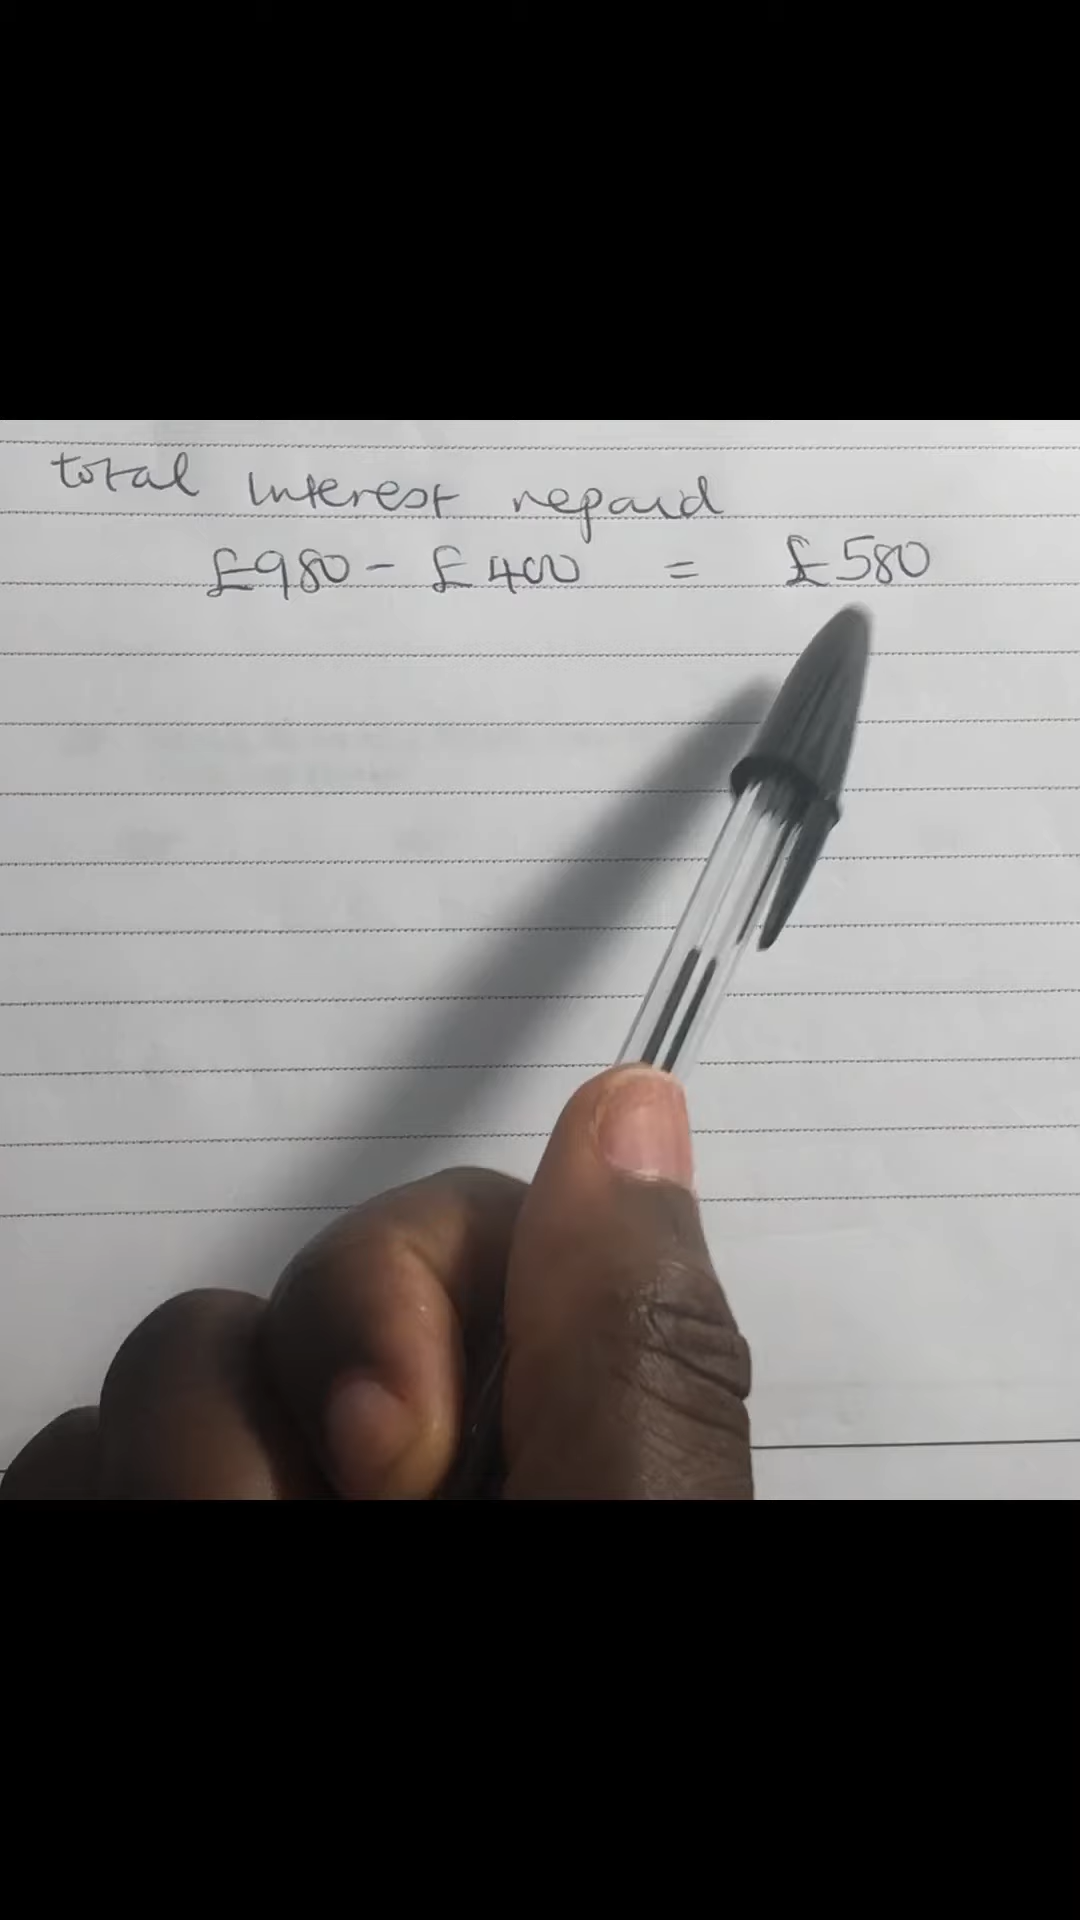 total interest repaid
£980 - £400 = £580